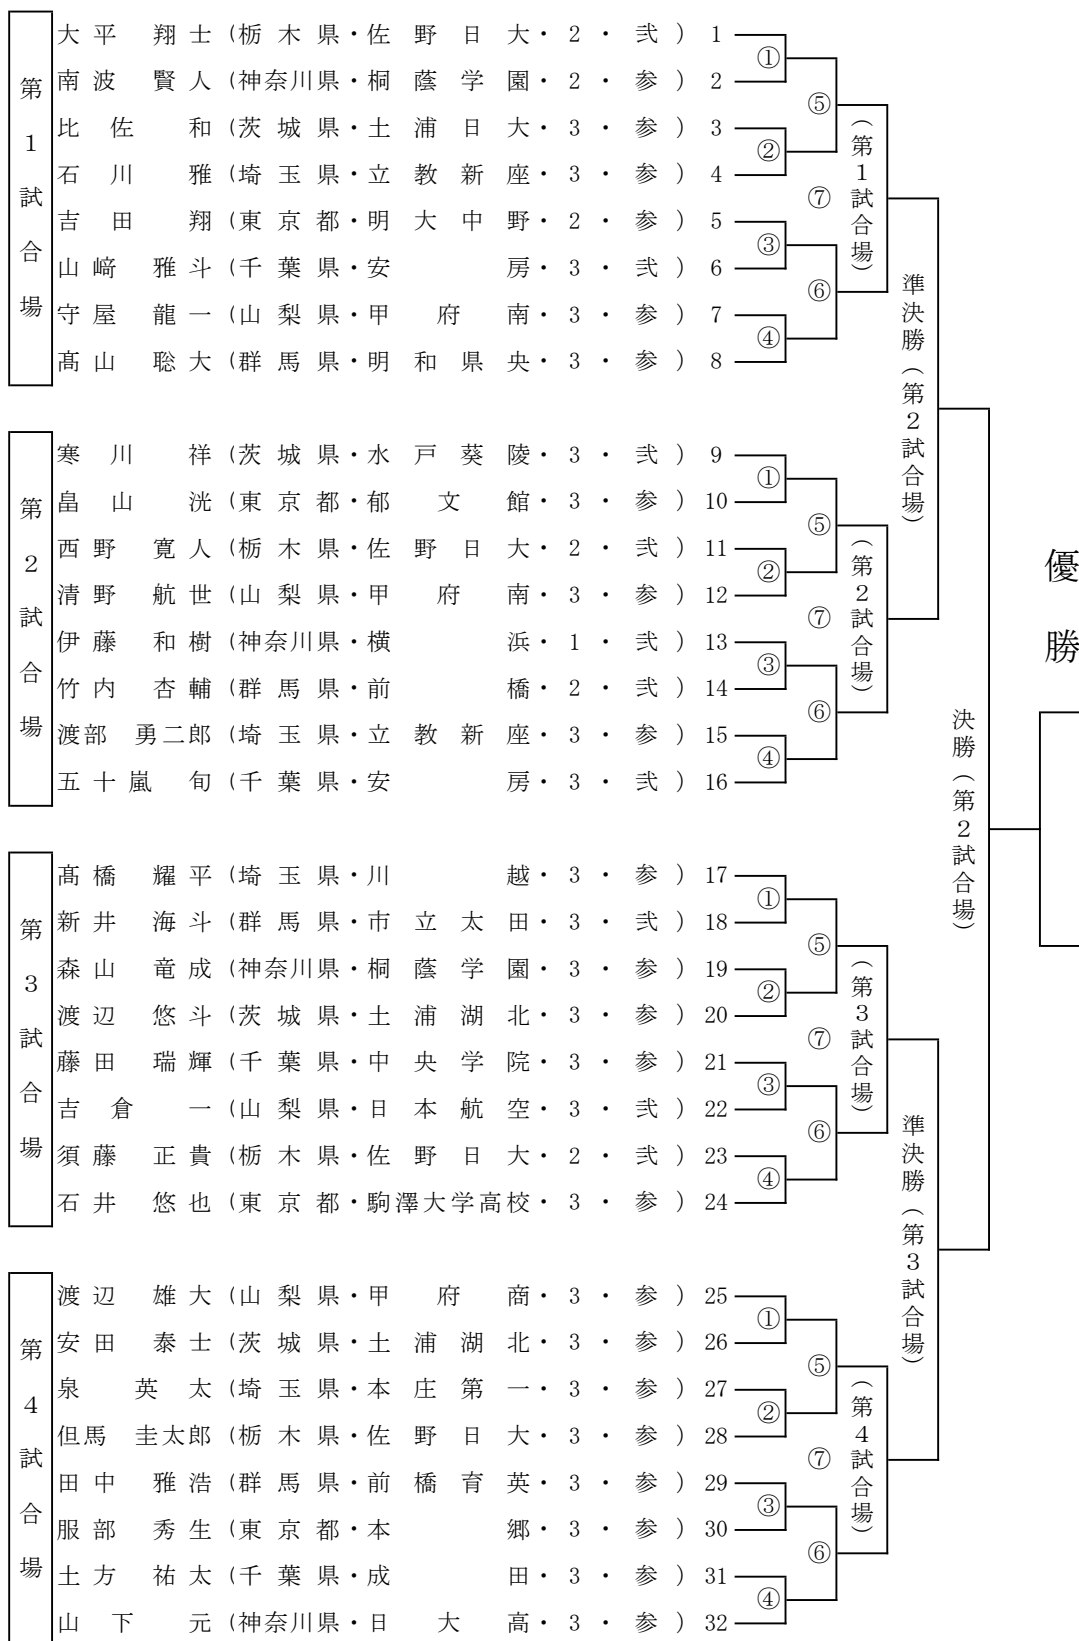 第1試合場
大平 翔士 (栃木県・佐野日大・2・弐) 1
南波 賢人 (神奈川県・桐蔭学園・2・参) 2
比佐 和 (茨城県・土浦日大・3・参) 3
石川 雅 (埼玉県・立教新座・3・参) 4
吉田 翔 (東京都・明大中野・2・参) 5
山﨑 雅斗 (千葉県・安房・3・弐) 6
守屋 龍一 (山梨県・甲府南・3・参) 7
髙山 聡大 (群馬県・明和県央・3・参) 8
①
②
③
④
⑤
⑥
⑦
(第1試合場)
第2試合場
寒川 祥 (茨城県・水戸葵陵・3・弐) 9
畠山 洸 (東京都・郁文館・3・参) 10
西野 寛人 (栃木県・佐野日大・2・弐) 11
清野 航世 (山梨県・甲府南・3・参) 12
伊藤 和樹 (神奈川県・横浜・1・弐) 13
竹内 杏輔 (群馬県・前橋・2・弐) 14
渡部 勇二郎 (埼玉県・立教新座・3・参) 15
五十嵐 旬 (千葉県・安房・3・弐) 16
①
②
③
④
⑤
⑥
⑦
(第2試合場)
準決勝(第2試合場)
第3試合場
髙橋 耀平 (埼玉県・川越・3・参) 17
新井 海斗 (群馬県・市立太田・3・弐) 18
森山 竜成 (神奈川県・桐蔭学園・3・参) 19
渡辺 悠斗 (茨城県・土浦湖北・3・参) 20
藤田 瑞輝 (千葉県・中央学院・3・参) 21
吉倉 一 (山梨県・日本航空・3・弐) 22
須藤 正貴 (栃木県・佐野日大・2・弐) 23
石井 悠也 (東京都・駒澤大学高校・3・参) 24
①
②
③
④
⑤
⑥
⑦
(第3試合場)
第4試合場
渡辺 雄大 (山梨県・甲府商・3・参) 25
安田 泰士 (茨城県・土浦湖北・3・参) 26
泉 英太 (埼玉県・本庄第一・3・参) 27
但馬 圭太郎 (栃木県・佐野日大・3・参) 28
田中 雅浩 (群馬県・前橋育英・3・参) 29
服部 秀生 (東京都・本郷・3・参) 30
土方 祐太 (千葉県・成田・3・参) 31
山下 元 (神奈川県・日大高・3・参) 32
①
②
③
④
⑤
⑥
⑦
(第4試合場)
準決勝(第3試合場)
決勝(第2試合場)
優勝